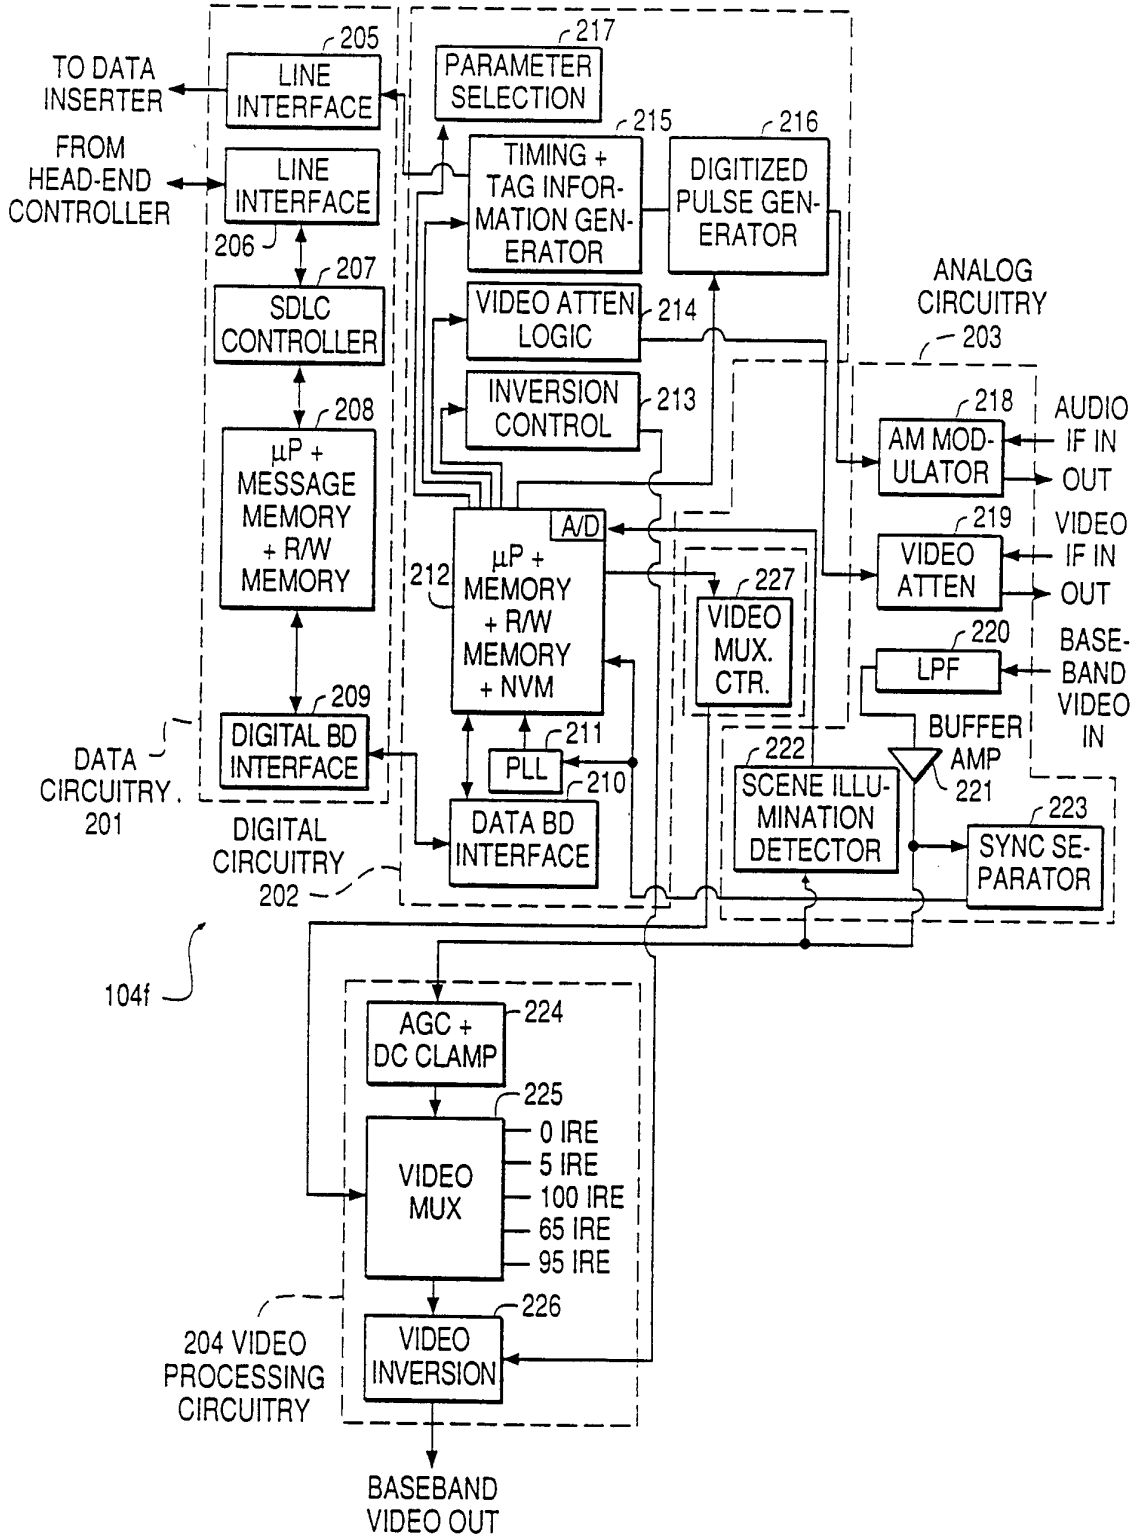 TO DATA
INSERTER
FROM
HEAD-END
CONTROLLER
205
LINE
INTERFACE
LINE
INTERFACE
206
207
SDLC
CONTROLLER
208
μP +
MESSAGE
MEMORY
+ R/W
MEMORY
209
DIGITAL BD
INTERFACE
DATA
CIRCUITRY.
201
217
PARAMETER
SELECTION
215
TIMING +
TAG INFOR-
MATION GEN-
ERATOR
216
DIGITIZED
PULSE GEN-
ERATOR
VIDEO ATTEN
LOGIC
214
INVERSION
CONTROL
213
A/D
μP +
MEMORY
+ R/W
MEMORY
+ NVM
212
211
PLL
210
DATA BD
INTERFACE
DIGITAL
CIRCUITRY
202
227
VIDEO
MUX.
CTR.
ANALOG
CIRCUITRY
203
218
AM MOD-
ULATOR
AUDIO
IF IN
OUT
219
VIDEO
ATTEN
VIDEO
IF IN
OUT
220
LPF
BASE-
BAND
VIDEO
IN
BUFFER
AMP
221
222
SCENE ILLU-
MINATION
DETECTOR
223
SYNC SE-
PARATOR
104f
224
AGC +
DC CLAMP
225
VIDEO
MUX
0 IRE
5 IRE
100 IRE
65 IRE
95 IRE
226
VIDEO
INVERSION
204 VIDEO
PROCESSING
CIRCUITRY
BASEBAND
VIDEO OUT